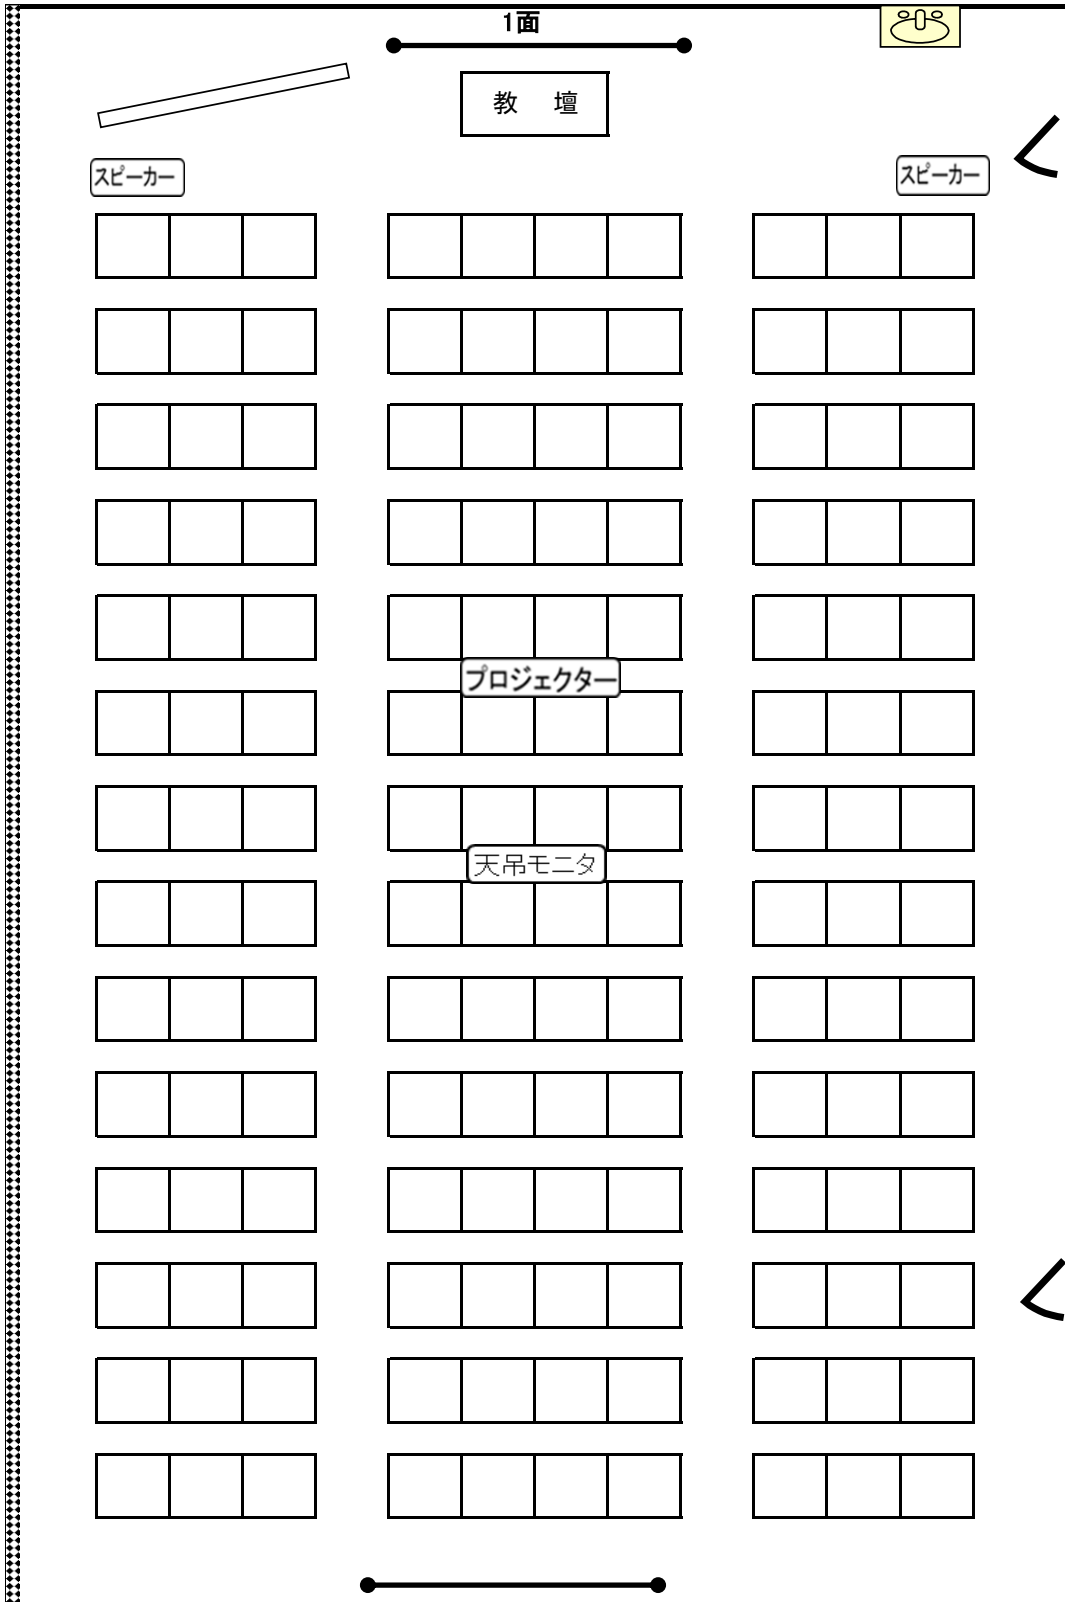 1面
教　壇
スピーカー
スピーカー
プロジェクター
天吊モニタ